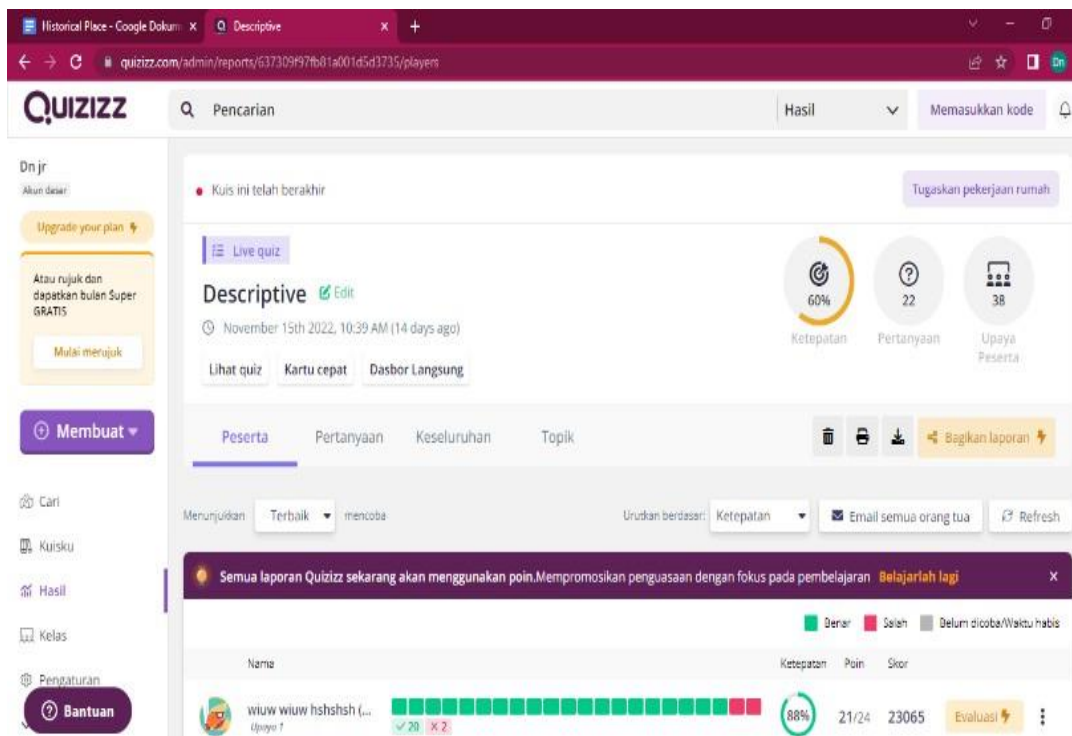 Historical Place - Google Dokum
Descriptive
quizizz.com/admin/reports/637309f97fb81a001d5d3735/players
Dn
QUIZIZZ
Pencarian
Hasil
Memasukkan kode
Dn jr
Akun dasar
Upgrade your plan
Atau rujuk dan
dapatkan bulan Super
GRATIS
Mulai merujuk
Membuat
Cari
Kuisku
Hasil
Kelas
Pengaturan
Bantuan
Kuis ini telah berakhir
Tugaskan pekerjaan rumah
Live quiz
Descriptive Edit
November 15th 2022, 10:39 AM (14 days ago)
Lihat quiz Kartu cepat Dasbor Langsung
60%
Ketepatan
22
Pertanyaan
38
Upaya
Peserta
Peserta Pertanyaan Keseluruhan Topik
Bagikan laporan
Menunjukkan Terbaik mencoba
Urutkan berdasar: Ketepatan
Email semua orang tua
Refresh
Semua laporan Quizizz sekarang akan menggunakan poin.Mempromosikan penguasaan dengan fokus pada pembelajaran Belajarlah lagi
Benar Salah Belum dicoba/Waktu habis
Nama Ketepatan Poin Skor
wiuw wiuw hshshsh (...
Upaya 1
20 2
88% 21/24 23065 Evaluasi